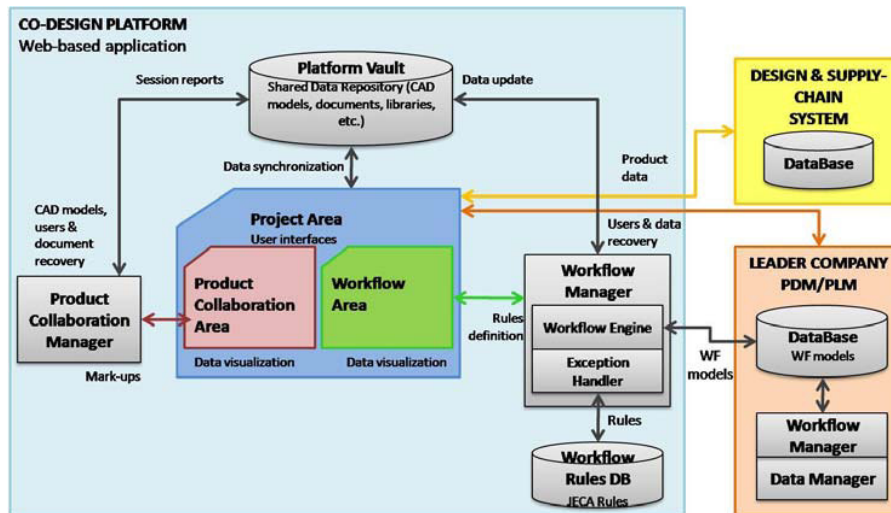 CO-DESIGN PLATFORM
Web-based application
Session reports
Platform Vault
Shared Data Repository (CAD
models, documents, libraries,
etc.)
Data update
Data synchronization
DESIGN & SUPPLY-
CHAIN
SYSTEM
DataBase
Product
data
CAD models,
users &
document
recovery
Project Area
User interfaces
Users & data
recovery
Product
Collaboration
Manager
Mark-ups
Product
Collaboration
Area
Data visualization
Workflow
Area
Data visualization
Rules
definition
Workflow
Manager
Workflow Engine
Exception
Handler
Rules
Workflow
Rules DB
JECA Rules
WF
models
LEADER COMPANY
PDM/PLM
DataBase
WF models
Workflow
Manager
Data Manager